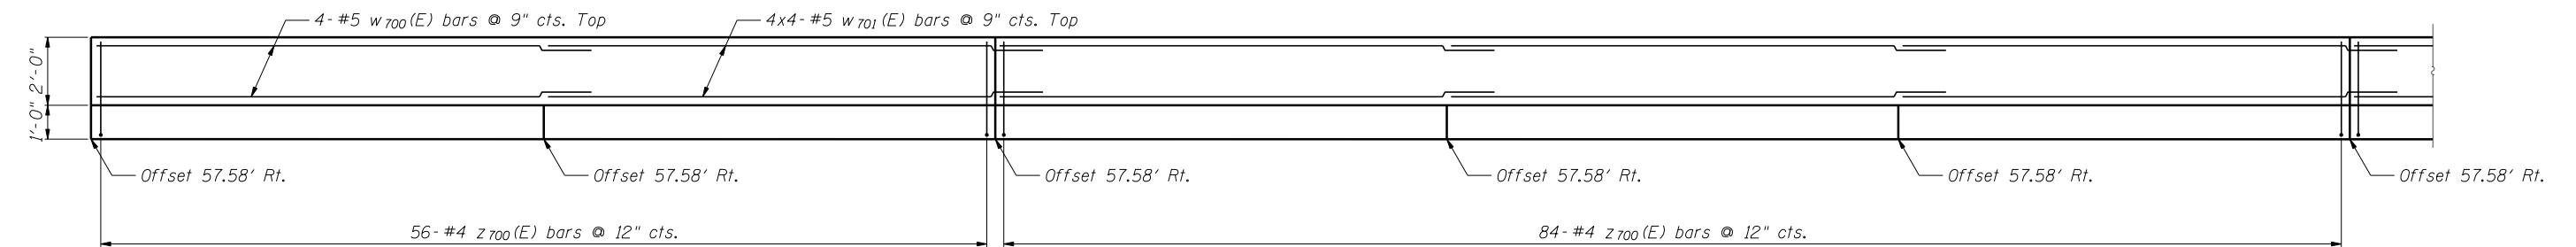 4-#5 w700(E) bars @ 9" cts. Top
4x4-#5 w701(E) bars @ 9" cts. Top
2'-0"
1'-0"
Offset 57.58' Rt.
Offset 57.58' Rt.
Offset 57.58' Rt.
Offset 57.58' Rt.
Offset 57.58' Rt.
Offset 57.58' Rt.
56-#4 z700(E) bars @ 12" cts.
84-#4 z700(E) bars @ 12" cts.